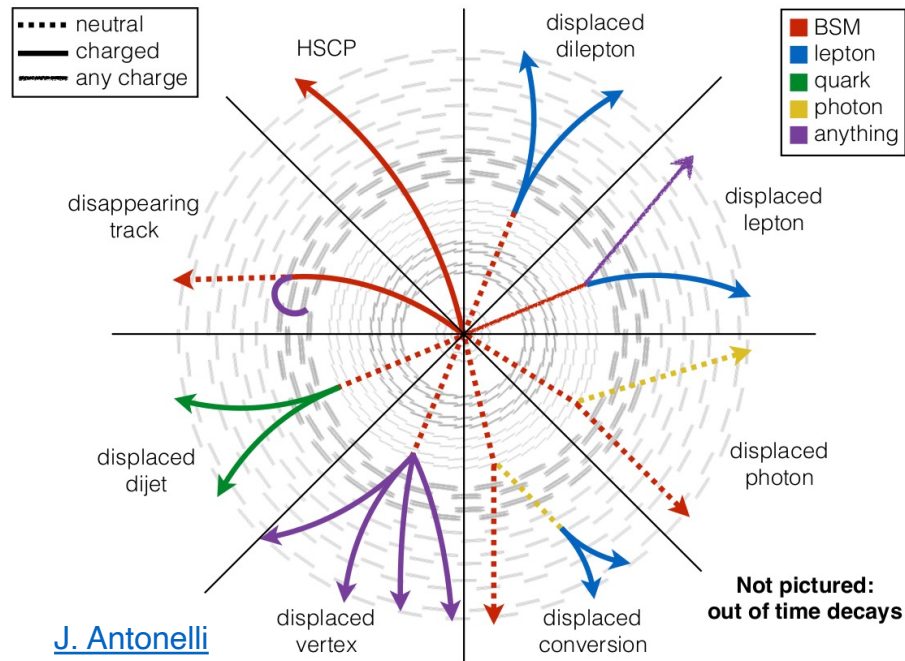 neutral
charged
any charge
HSCP
displaced
dilepton
BSM
lepton
quark
photon
anything
disappearing
track
displaced
lepton
displaced
dijet
displaced
photon
displaced
vertex
displaced
conversion
Not pictured:
out of time decays
J. Antonelli